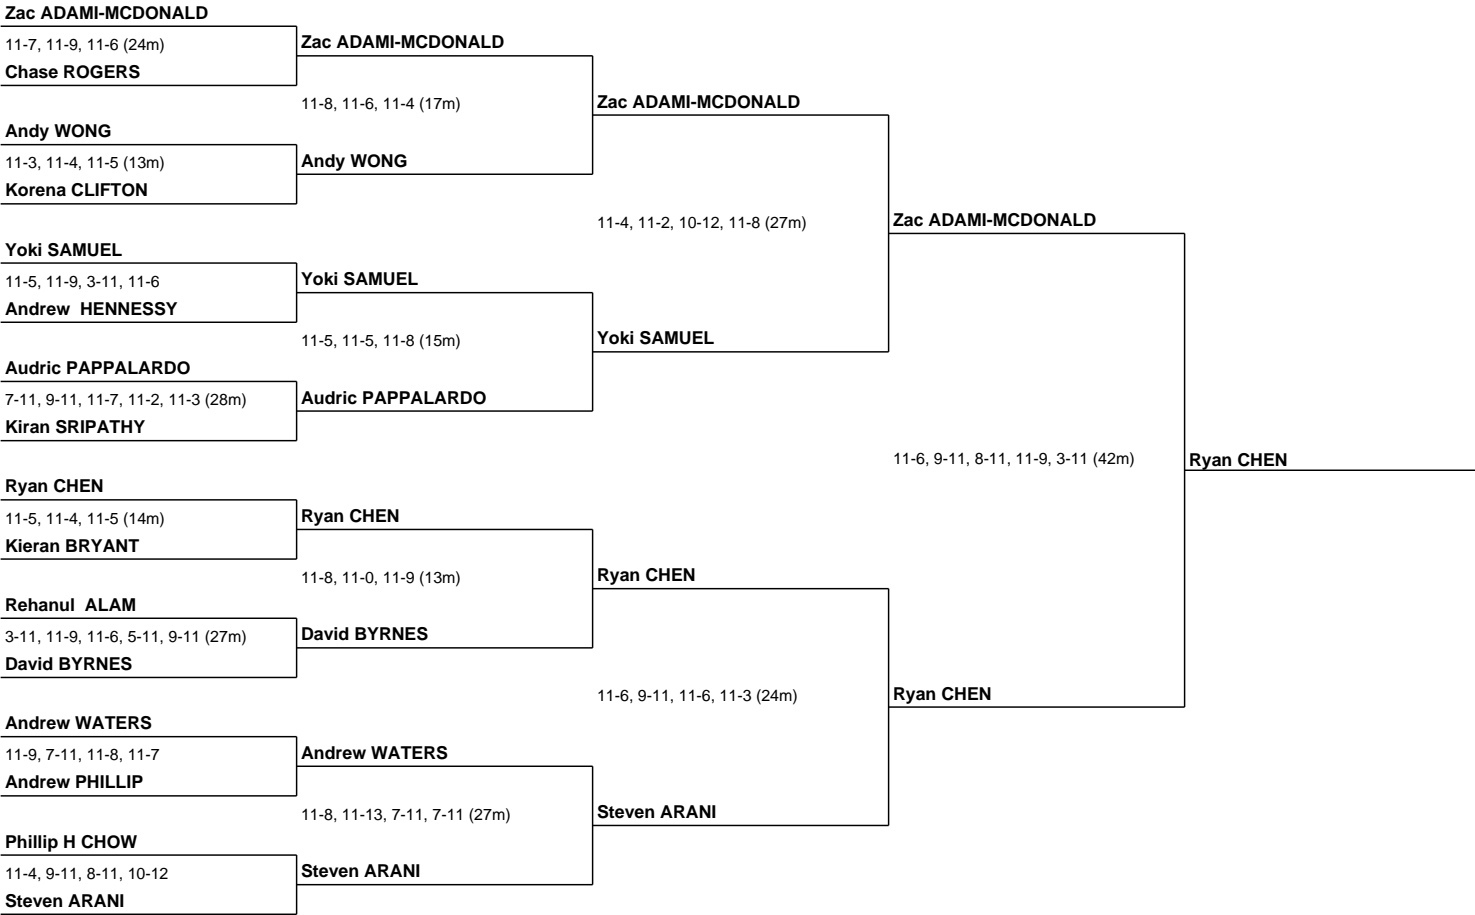 Zac ADAMI-MCDONALD
11-7, 11-9, 11-6 (24m)
Chase ROGERS
Andy WONG
11-3, 11-4, 11-5 (13m)
Korena CLIFTON
Yoki SAMUEL
11-5, 11-9, 3-11, 11-6
Andrew  HENNESSY
Audric PAPPALARDO
7-11, 9-11, 11-7, 11-2, 11-3 (28m)
Kiran SRIPATHY
Ryan CHEN
11-5, 11-4, 11-5 (14m)
Kieran BRYANT
Rehanul  ALAM
3-11, 11-9, 11-6, 5-11, 9-11 (27m)
David BYRNES
Andrew WATERS
11-9, 7-11, 11-8, 11-7
Andrew PHILLIP
Phillip H CHOW
11-4, 9-11, 8-11, 10-12
Steven ARANI
Zac ADAMI-MCDONALD
11-8, 11-6, 11-4 (17m)
Andy WONG
Yoki SAMUEL
11-5, 11-5, 11-8 (15m)
Audric PAPPALARDO
Ryan CHEN
11-8, 11-0, 11-9 (13m)
David BYRNES
Andrew WATERS
11-8, 11-13, 7-11, 7-11 (27m)
Steven ARANI
Zac ADAMI-MCDONALD
11-4, 11-2, 10-12, 11-8 (27m)
Yoki SAMUEL
Ryan CHEN
11-6, 9-11, 11-6, 11-3 (24m)
Steven ARANI
Zac ADAMI-MCDONALD
11-6, 9-11, 8-11, 11-9, 3-11 (42m)
Ryan CHEN
Ryan CHEN